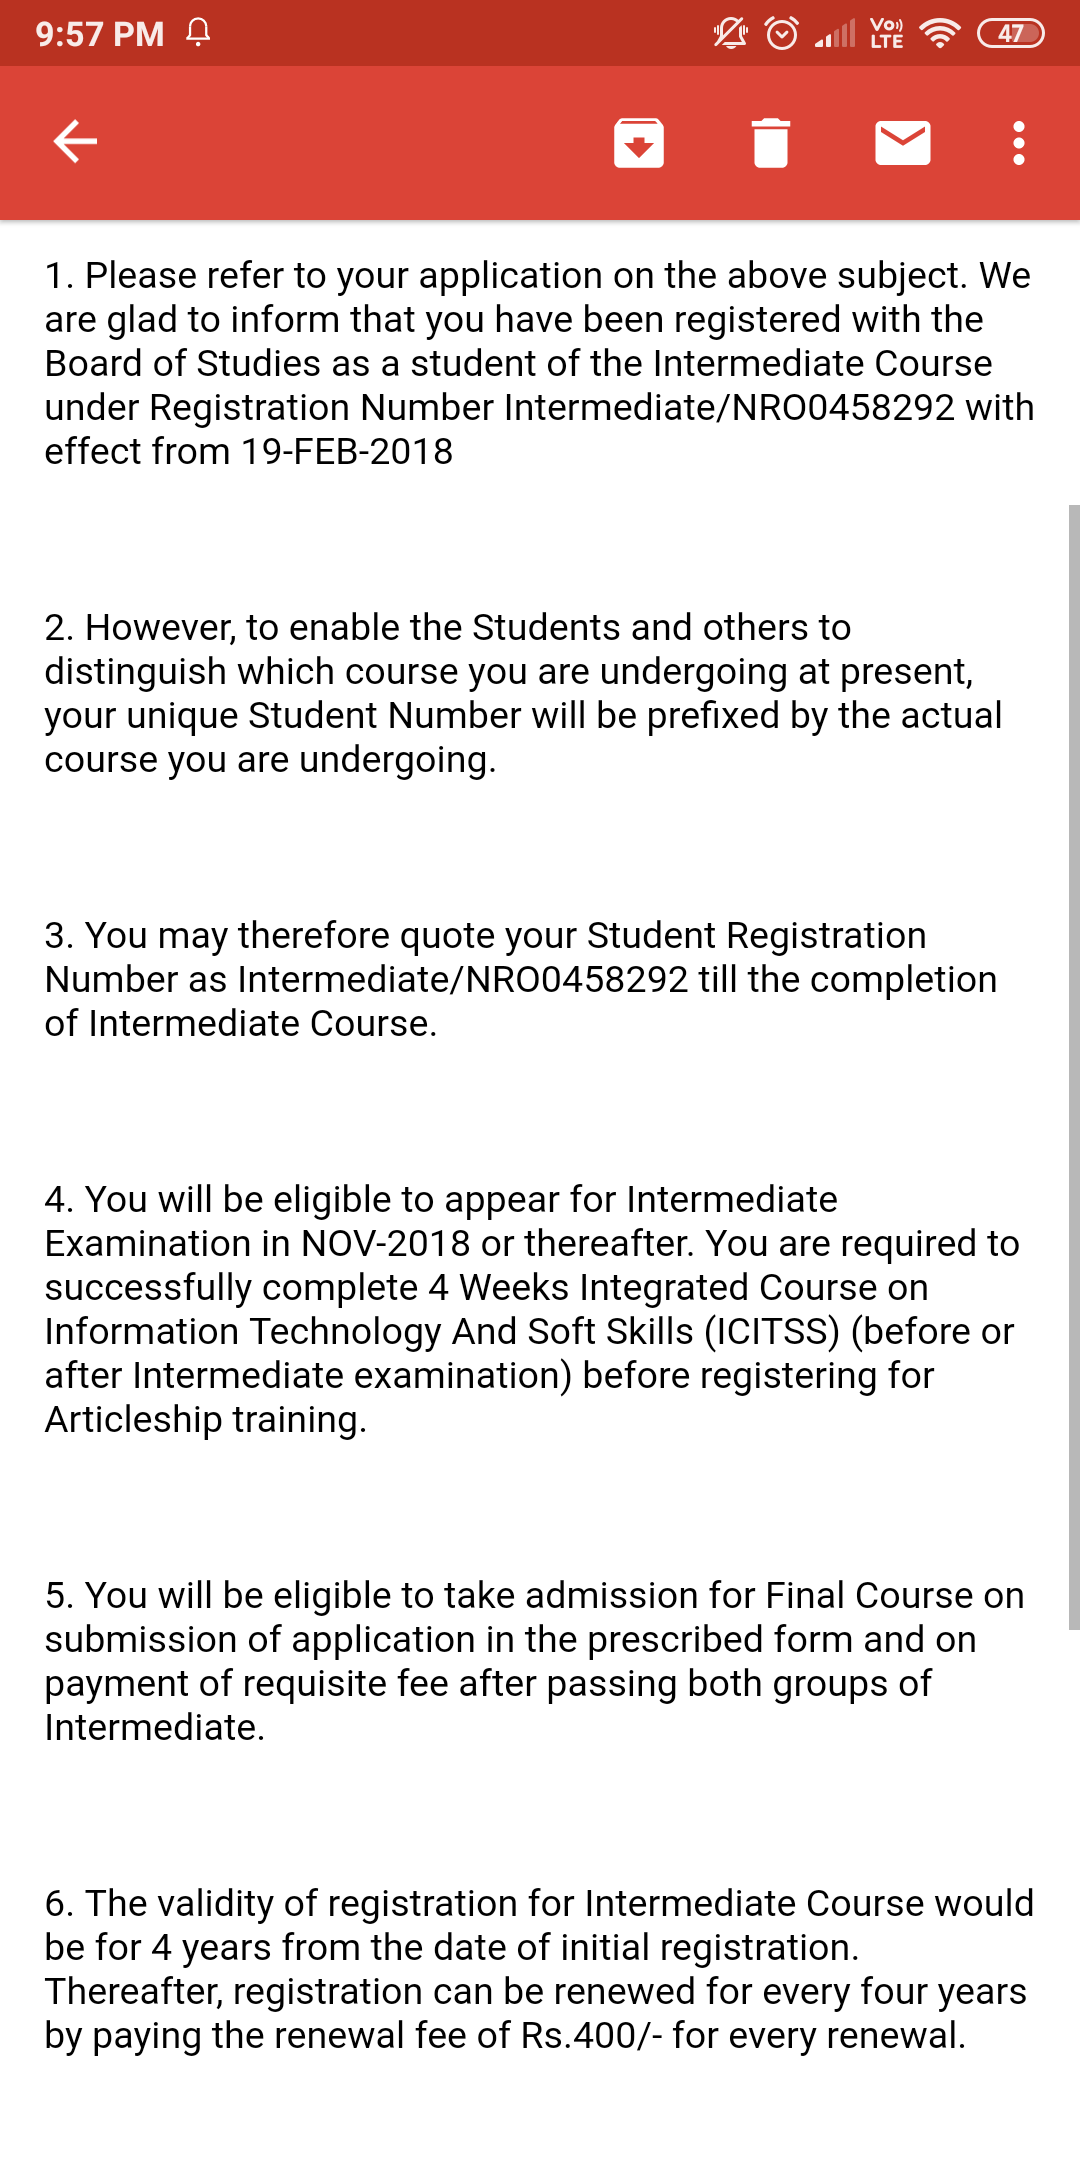 9:57 PM
Vo))
LTE
47
1. Please refer to your application on the above subject. We
are glad to inform that you have been registered with the
Board of Studies as a student of the Intermediate Course
under Registration Number Intermediate/NRO0458292 with
effect from 19-FEB-2018
2. However, to enable the Students and others to
distinguish which course you are undergoing at present,
your unique Student Number will be prefixed by the actual
course you are undergoing.
3. You may therefore quote your Student Registration
Number as Intermediate/NRO0458292 till the completion
of Intermediate Course.
4. You will be eligible to appear for Intermediate
Examination in NOV-2018 or thereafter. You are required to
successfully complete 4 Weeks Integrated Course on
Information Technology And Soft Skills (ICITSS) (before or
after Intermediate examination) before registering for
Articleship training.
5. You will be eligible to take admission for Final Course on
submission of application in the prescribed form and on
payment of requisite fee after passing both groups of
Intermediate.
6. The validity of registration for Intermediate Course would
be for 4 years from the date of initial registration.
Thereafter, registration can be renewed for every four years
by paying the renewal fee of Rs.400/- for every renewal.